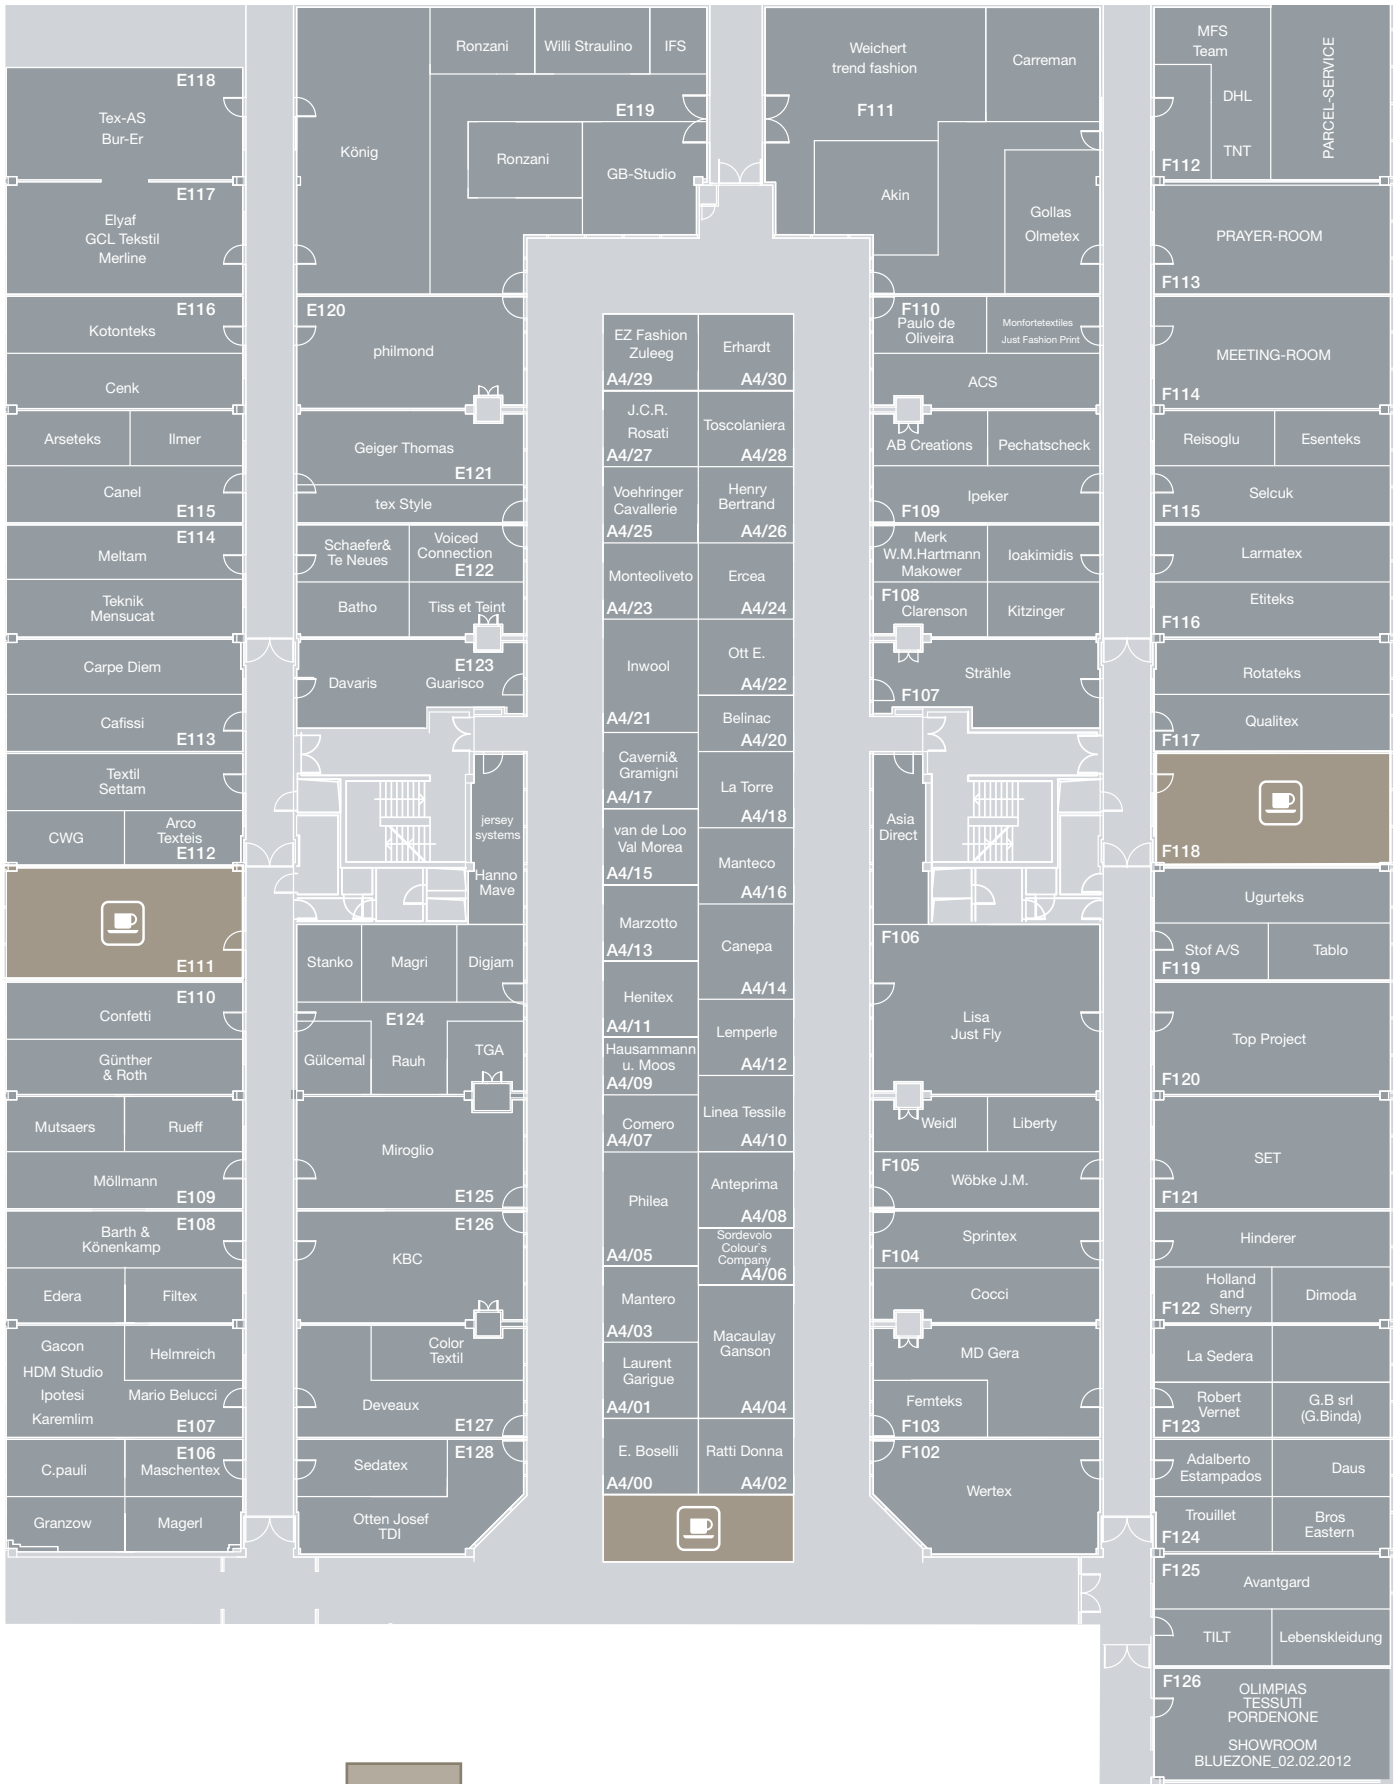 E118
Tex-AS
Bur-Er
E117
Elyaf
GCL Tekstil
Merline
E116
Kotonteks
Cenk
Arseteks
Ilmer
Canel
E115
E114
Meltam
Teknik
Mensucat
Carpe Diem
Cafissi
E113
Textil
Settam
CWG
Arco
Texteis
E112
E111
E110
Confetti
Günther
& Roth
Mutsaers
Rueff
Möllmann
E109
E108
Barth &
Könenkamp
Edera
Filtex
Gacon
HDM Studio
Ipotesi
Karemlim
Helmreich
Mario Belucci
E107
E106
C.pauli
Maschentex
Granzow
Magerl
König
Ronzani
Willi Straulino
IFS
E119
Ronzani
GB-Studio
E120
philmond
Geiger Thomas
E121
tex Style
Schaefer&
Te Neues
Voiced
Connection
E122
Batho
Tiss et Teint
E123
Davaris
Guarisco
jersey
systems
Hanno
Mave
Stanko
Magri
Digjam
E124
Gülcemal
Rauh
TGA
Miroglio
E125
E126
KBC
Color
Textil
Deveaux
E127
E128
Sedatex
Otten Josef
TDI
EZ Fashion
Zuleeg
A4/29
Erhardt
A4/30
J.C.R.
Rosati
A4/27
Toscolaniera
A4/28
Voehringer
Cavallerie
A4/25
Henry
Bertrand
A4/26
Monteoliveto
A4/23
Ercea
A4/24
Inwool
A4/21
Ott E.
A4/22
Belinac
A4/20
Caverni&
Gramigni
A4/17
La Torre
A4/18
van de Loo
Val Morea
A4/15
Manteco
A4/16
Marzotto
A4/13
Canepa
A4/14
Henitex
A4/11
Lemperle
A4/12
Hausammann
u. Moos
A4/09
Linea Tessile
A4/10
Comero
A4/07
Anteprima
A4/08
Philea
A4/05
Sordevolo
Colour's
Company
A4/06
Mantero
A4/03
Macaulay
Ganson
A4/04
Laurent
Garigue
A4/01
E. Boselli
A4/00
Ratti Donna
A4/02
Weichert
trend fashion
F111
Carreman
Akin
Gollas
Olmetex
F110
Paulo de
Oliveira
Monfortetextiles
Just Fashion Print
ACS
AB Creations
Pechatscheck
Ipeker
F109
Merk
W.M.Hartmann
Makower
Ioakimidis
F108
Clarenson
Kitzinger
Strähle
F107
Asia
Direct
F106
Lisa
Just Fly
Weidl
Liberty
F105
Wöbke J.M.
Sprintex
F104
Cocci
MD Gera
Femteks
F103
F102
Wertex
MFS
Team
DHL
TNT
F112
PARCEL-SERVICE
PRAYER-ROOM
F113
MEETING-ROOM
F114
Reisoglu
Esenteks
Selcuk
F115
Larmatex
Etiteks
F116
Rotateks
Qualitex
F117
F118
Ugurteks
Stof A/S
F119
Tablo
Top Project
F120
SET
F121
Hinderer
Holland
and
Sherry
F122
Dimoda
La Sedera
Robert
Vernet
F123
G.B srl
(G.Binda)
Adalberto
Estampados
Daus
Trouillet
F124
Bros
Eastern
F125
Avantgard
TILT
Lebenskleidung
F126
OLIMPIAS
TESSUTI
PORDENONE
SHOWROOM
BLUEZONE_02.02.2012